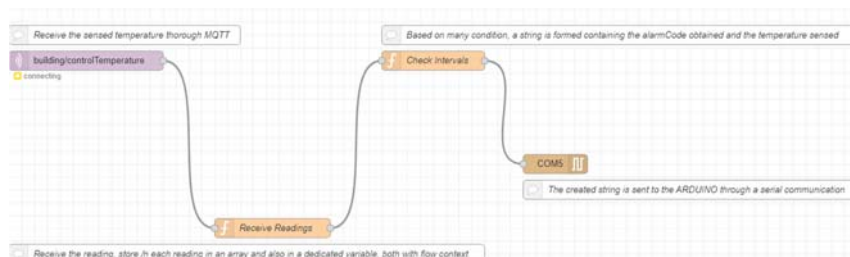 Receive the sensed temperature thorough MQTT
Based on many condition, a string is formed containing the alarmCode obtained and the temperature sensed
building/controlTemperature
Check Intervals
connecting
COM5
The created string is sent to the ARDUINO through a serial communication
Receive Readings
Receive the reading, store /n each reading in an array and also in a dedicated variable, both with flow context